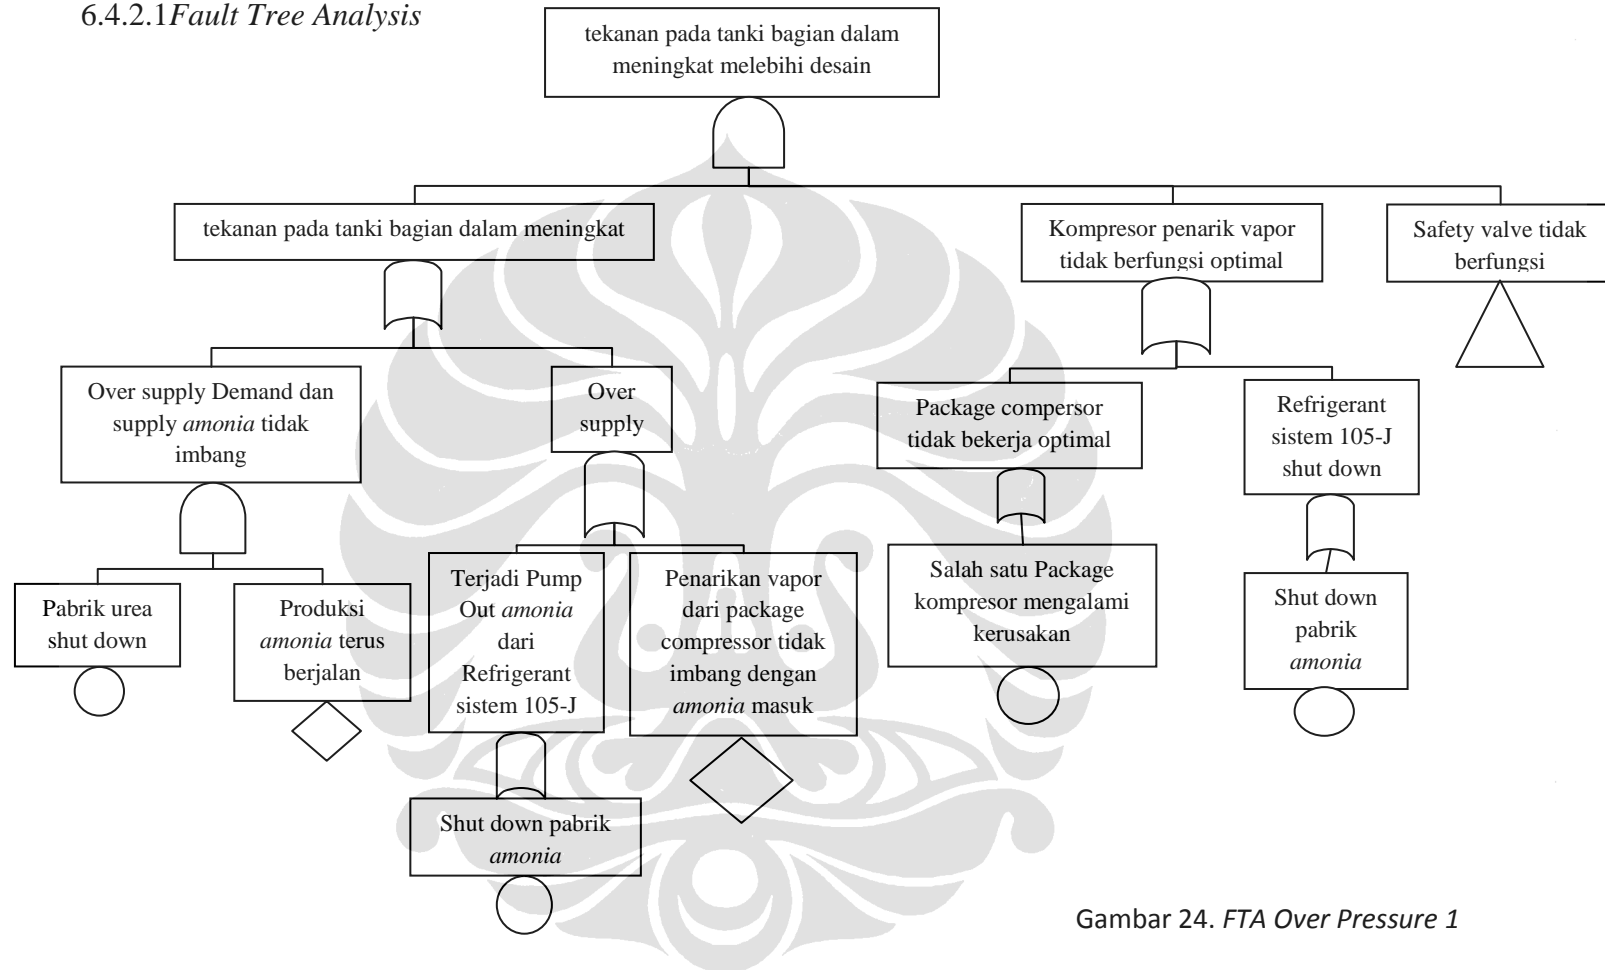 6.4.2.1Fault Tree Analysis
tekanan pada tanki bagian dalam
meningkat melebihi desain
tekanan pada tanki bagian dalam meningkat
Kompresor penarik vapor
tidak berfungsi optimal
Safety valve tidak
berfungsi
Over supply Demand dan
supply amonia tidak
imbang
Over
supply
Package compersor
tidak bekerja optimal
Refrigerant
sistem 105-J
shut down
Pabrik urea
shut down
Produksi
amonia terus
berjalan
Terjadi Pump
Out amonia
dari
Refrigerant
sistem 105-J
Penarikan vapor
dari package
compressor tidak
imbang dengan
amonia masuk
Salah satu Package
kompresor mengalami
kerusakan
Shut down
pabrik
amonia
Shut down pabrik
amonia
Gambar 24. FTA Over Pressure 1